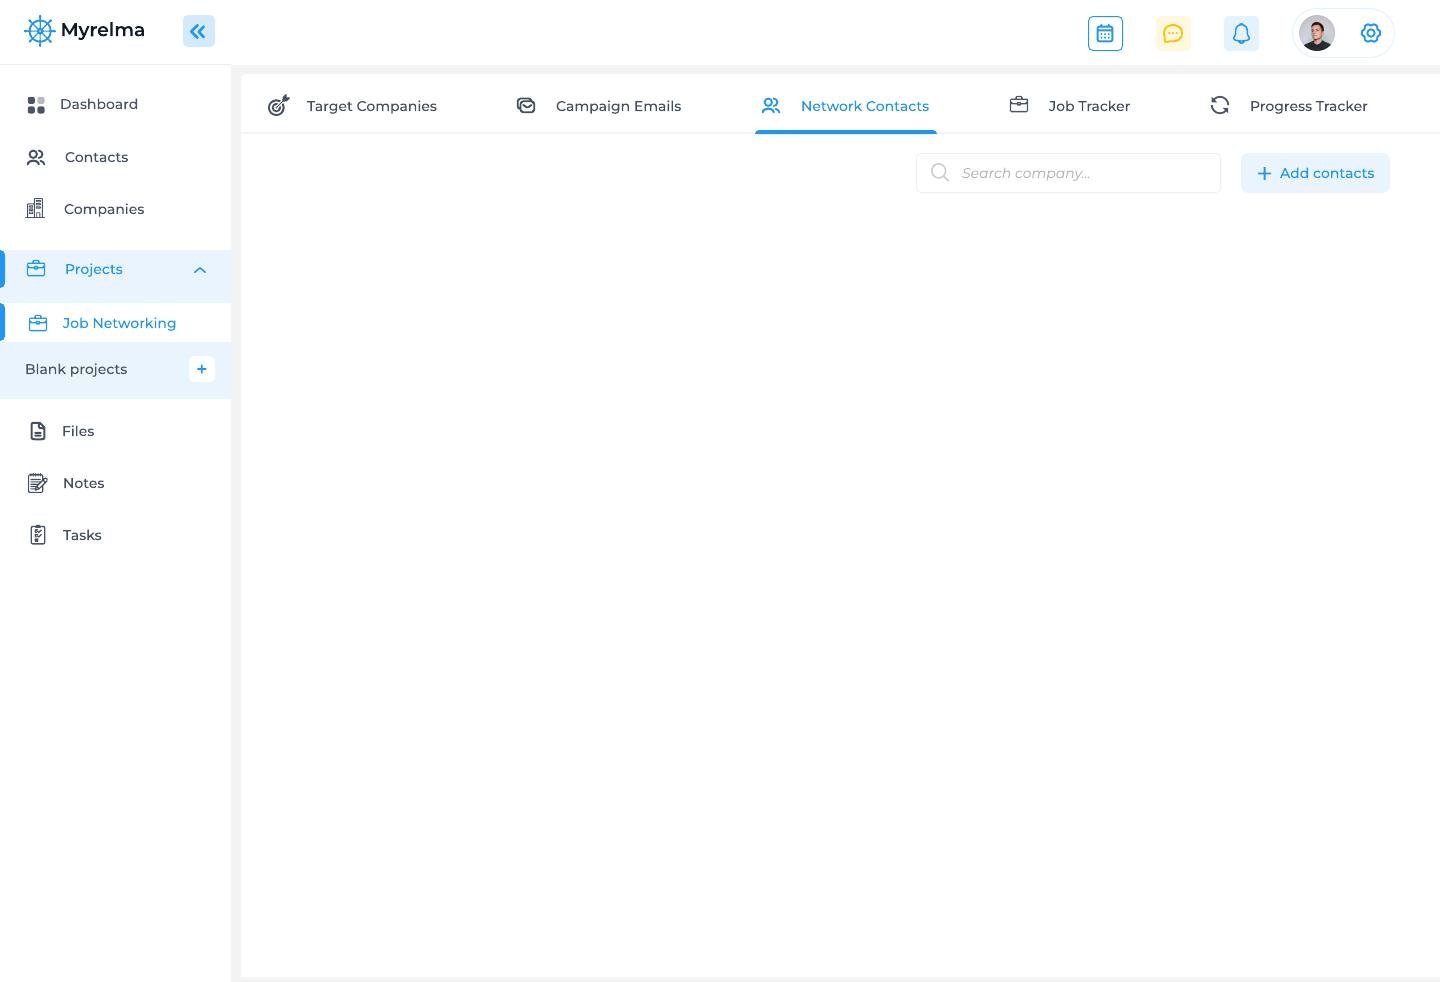 Myrelma
Dashboard
Contacts
Companies
Projects
Job Networking
Blank projects
Files
Notes
Tasks
Target Companies
Campaign Emails
Network Contacts
Job Tracker
Progress Tracker
Search company...
Add contacts